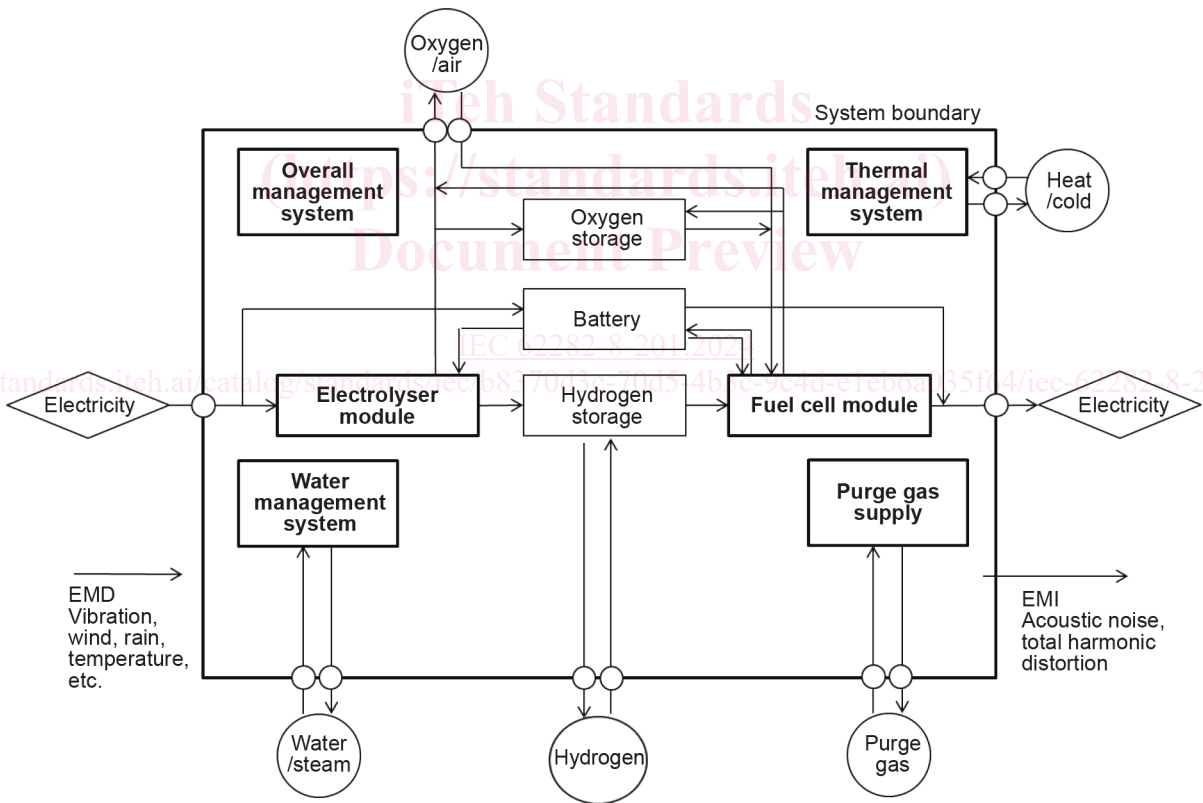 Oxygen
/air
iTeh Standards
System boundary
Overall
management
system
Thermal
management
system
Heat
/cold
(https://standards.iteh.ai)
Oxygen
storage
Document Preview
Battery
IEC 62282-8-201:2024
Electricity
Electrolyser
module
Hydrogen
storage
Fuel cell module
Electricity
Water
management
system
Purge gas
supply
EMD
Vibration,
wind, rain,
temperature,
etc.
EMI
Acoustic noise,
total harmonic
distortion
Water
/steam
Hydrogen
Purge
gas